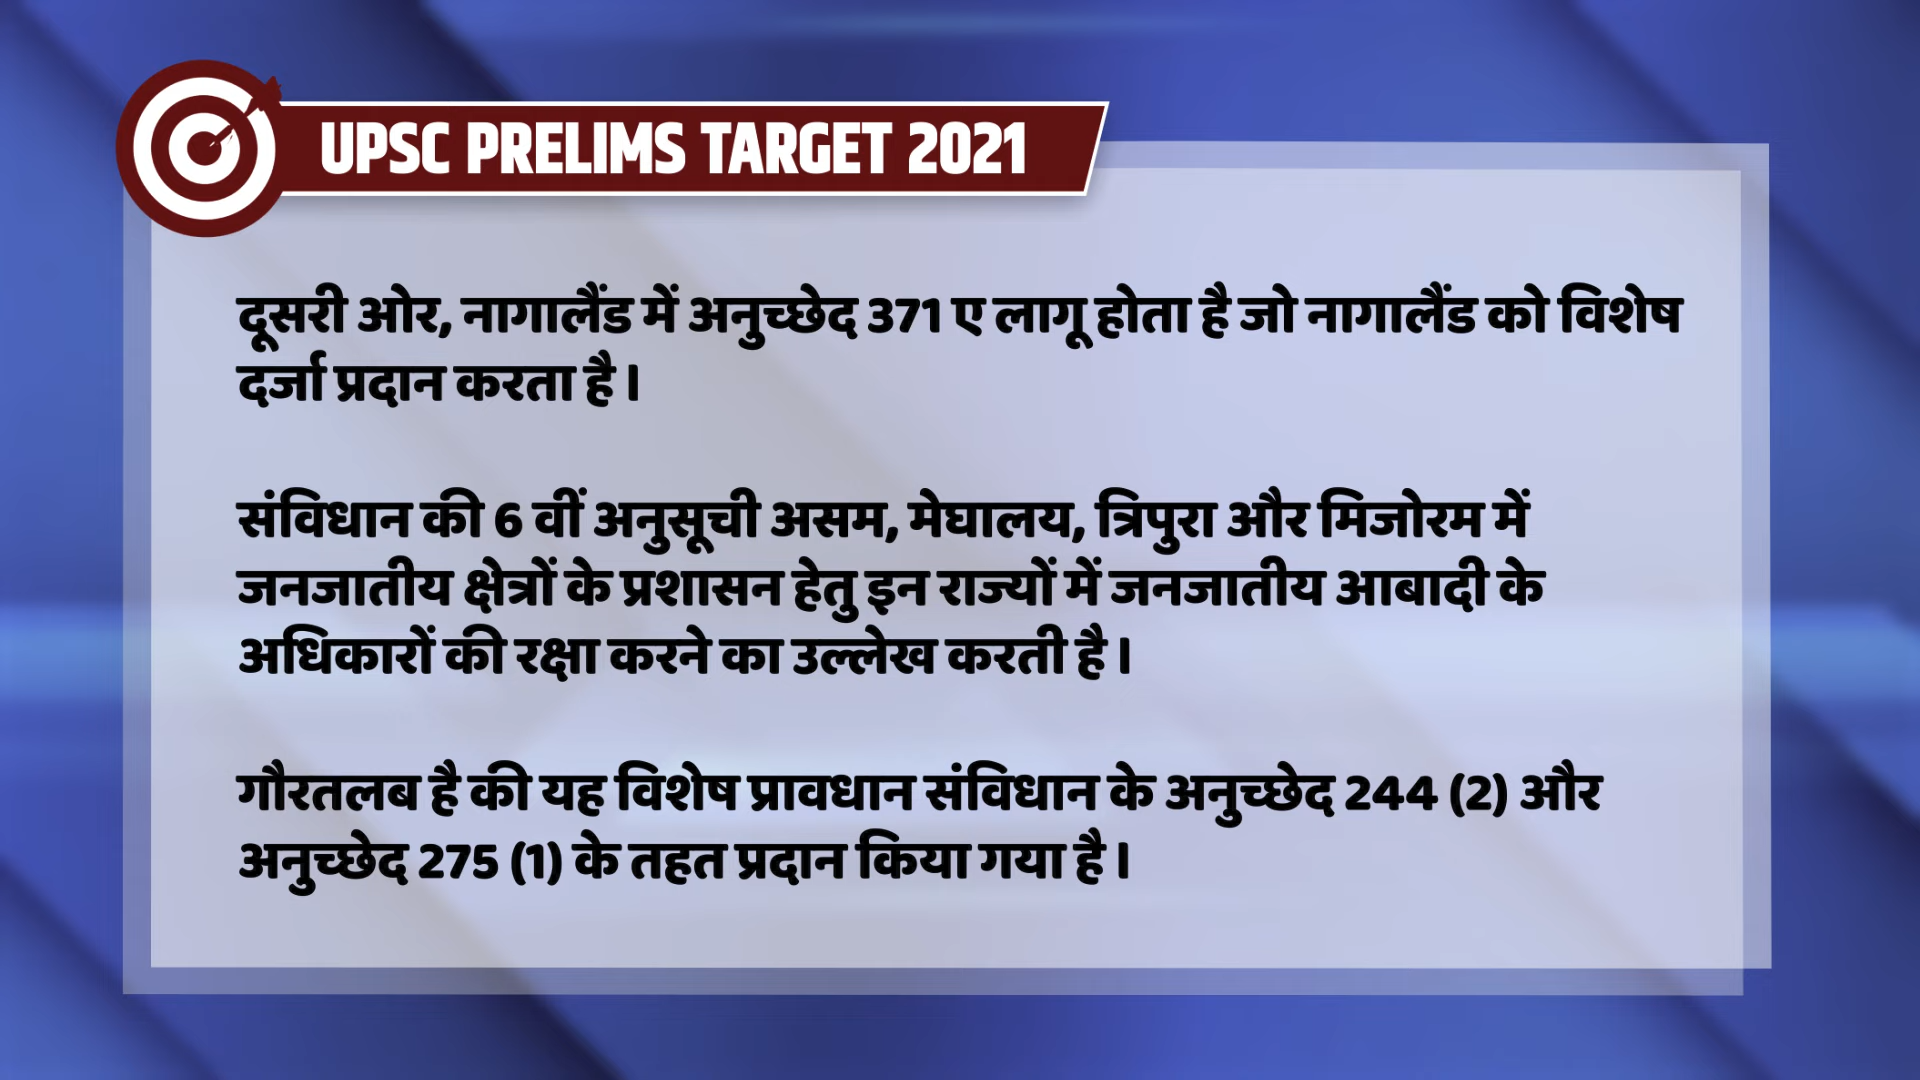 UPSC PRELIMS TARGET 2021
दूसरी ओर, नागालैंड में अनुच्छेद 371 ए लागू होता है जो नागालैंड को विशेष
दर्जा प्रदान करता है।
संविधान की 6 वीं अनुसूची असम, मेघालय, त्रिपुरा और मिजोरम में
जनजातीय क्षेत्रों के प्रशासन हेतु इन राज्यों में जनजातीय आबादी के
अधिकारों की रक्षा करने का उल्लेख करती है।
गौरतलब है की यह विशेष प्रावधान संविधान के अनुच्छेद 244 (2) और
अनुच्छेद 275 (1) के तहत प्रदान किया गया है।